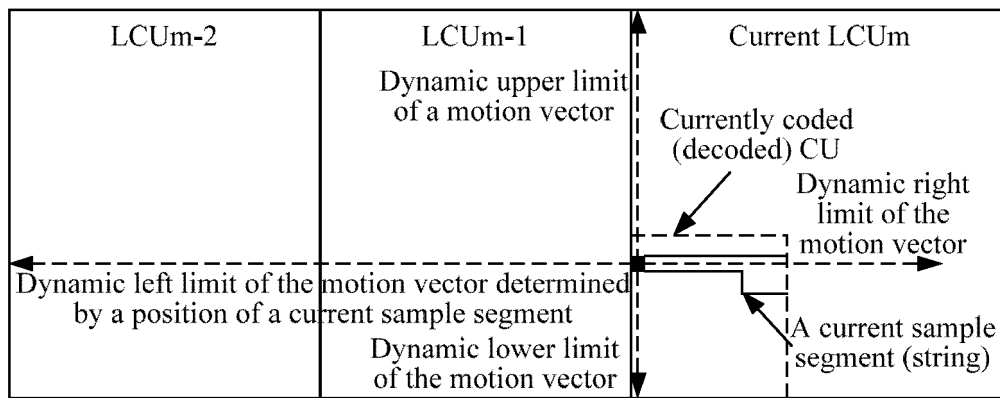 LCUm-2
LCUm-1
Current LCUm
Dynamic upper limit
of a motion vector
Currently coded
(decoded) CU
Dynamic right
limit of the
motion vector
Dynamic left limit of the motion vector determined
by a position of a current sample segment
Dynamic lower limit
of the motion vector
A current sample
segment (string)